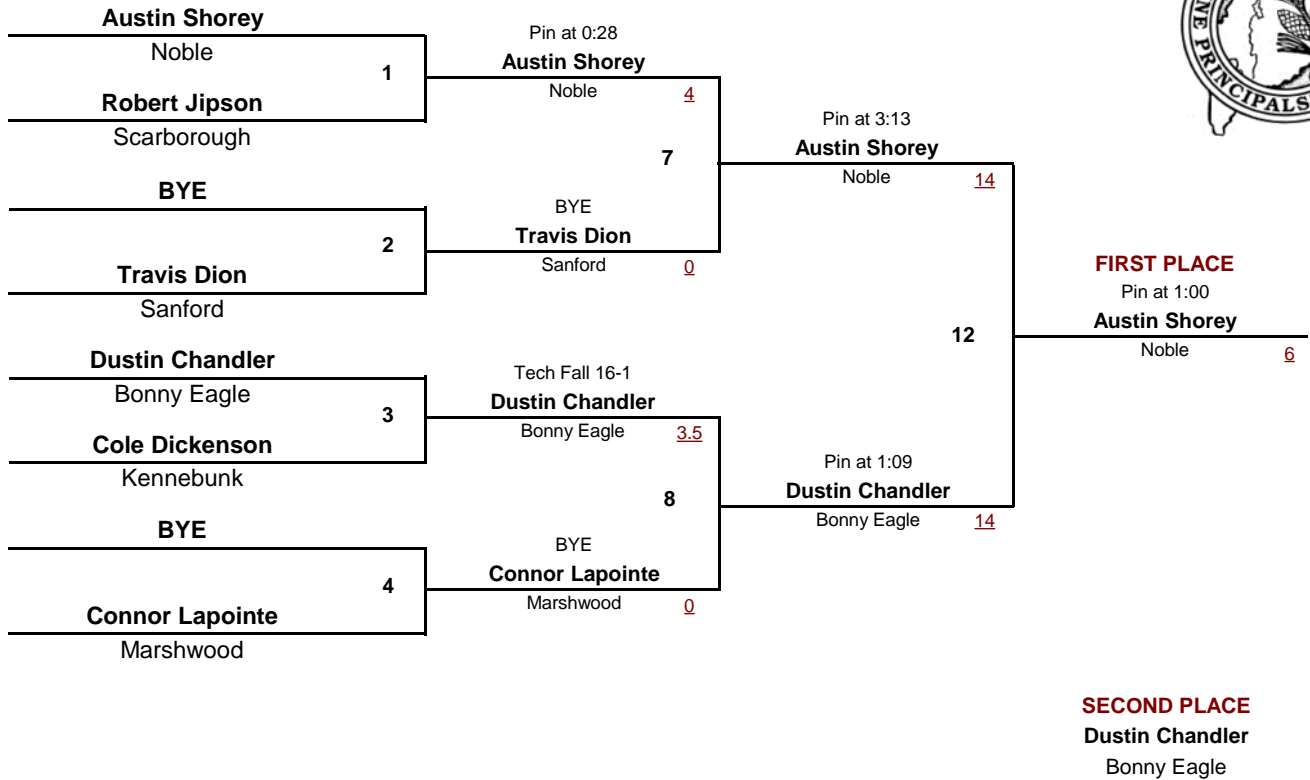 Austin Shorey
Noble
1
Robert Jipson
Scarborough
BYE
2
Travis Dion
Sanford
Dustin Chandler
Bonny Eagle
3
Cole Dickenson
Kennebunk
BYE
4
Connor Lapointe
Marshwood
Pin at 0:28
Austin Shorey
Noble 4
7
BYE
Travis Dion
Sanford 0
Tech Fall 16-1
Dustin Chandler
Bonny Eagle 3.5
8
BYE
Connor Lapointe
Marshwood 0
Pin at 3:13
Austin Shorey
Noble 14
12
Pin at 1:09
Dustin Chandler
Bonny Eagle 14
FIRST PLACE
Pin at 1:00
Austin Shorey
Noble 6
SECOND PLACE
Dustin Chandler
Bonny Eagle
NE PRINCIPALS